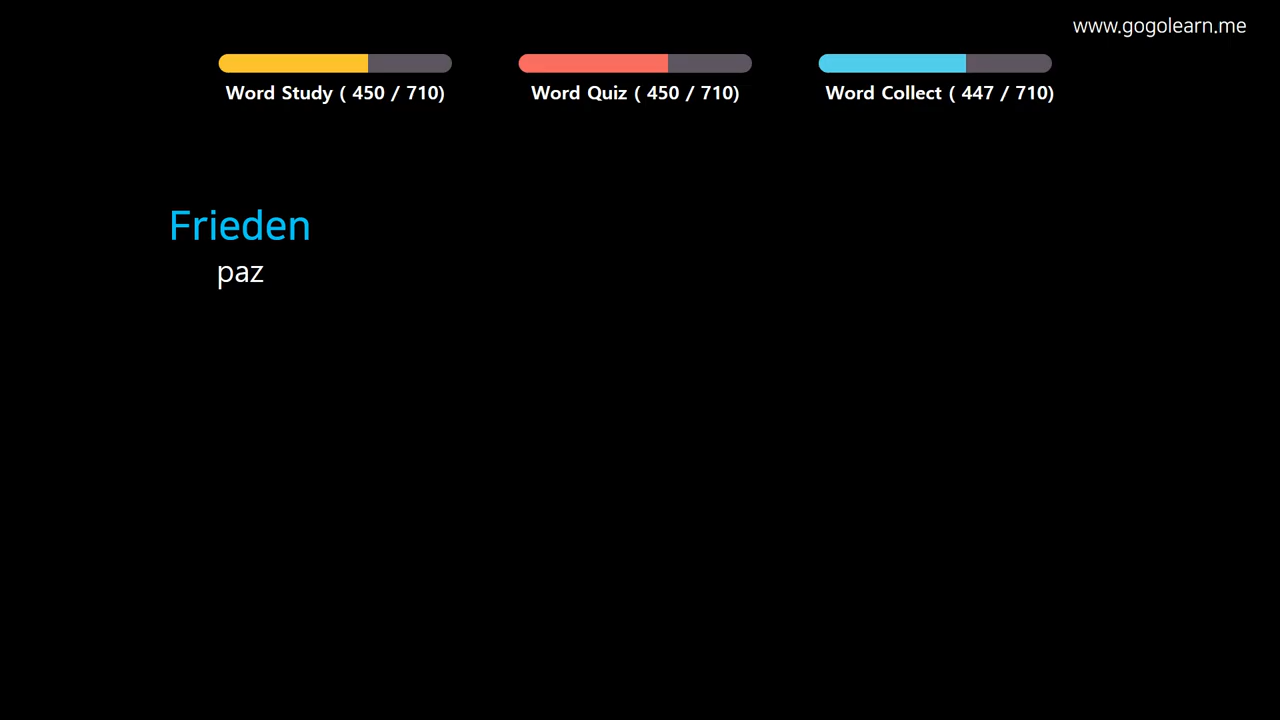 www.gogolearn.me
Word Study ( 450 / 710)
Word Quiz ( 450 / 710)
Word Collect ( 447 / 710)
Frieden
paz